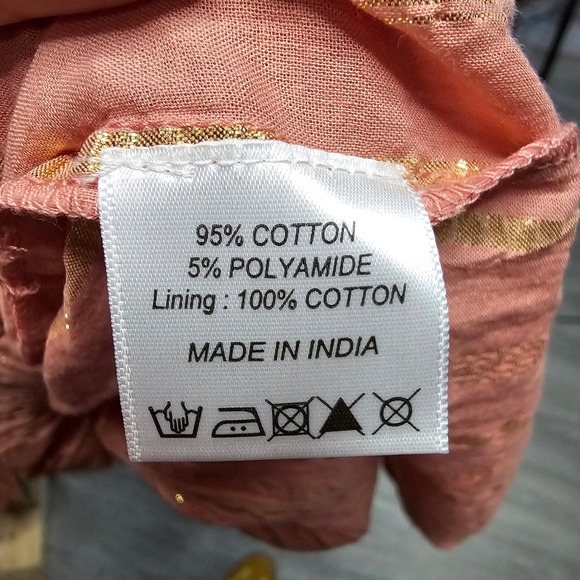 95% COTTON
5% POLYAMIDE
Lining : 100% COTTON
MADE IN INDIA